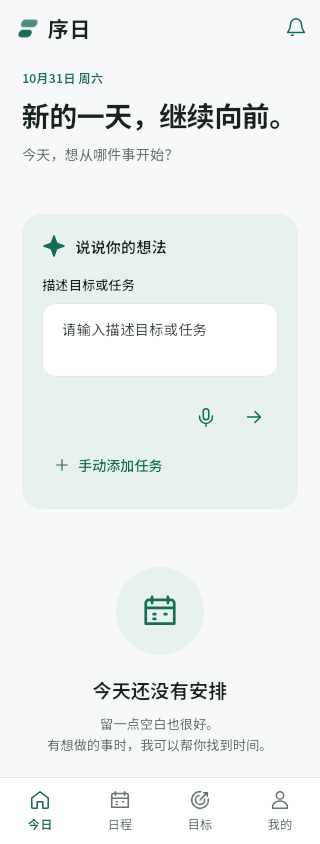 序日
10月31日 周六
新的一天，继续向前。
今天，想从哪件事开始？
说说你的想法
描述目标或任务
请输入描述目标或任务
手动添加任务
今天还没有安排
留一点空白也很好。
有想做的事时，我可以帮你找到时间。
今日
日程
目标
我的